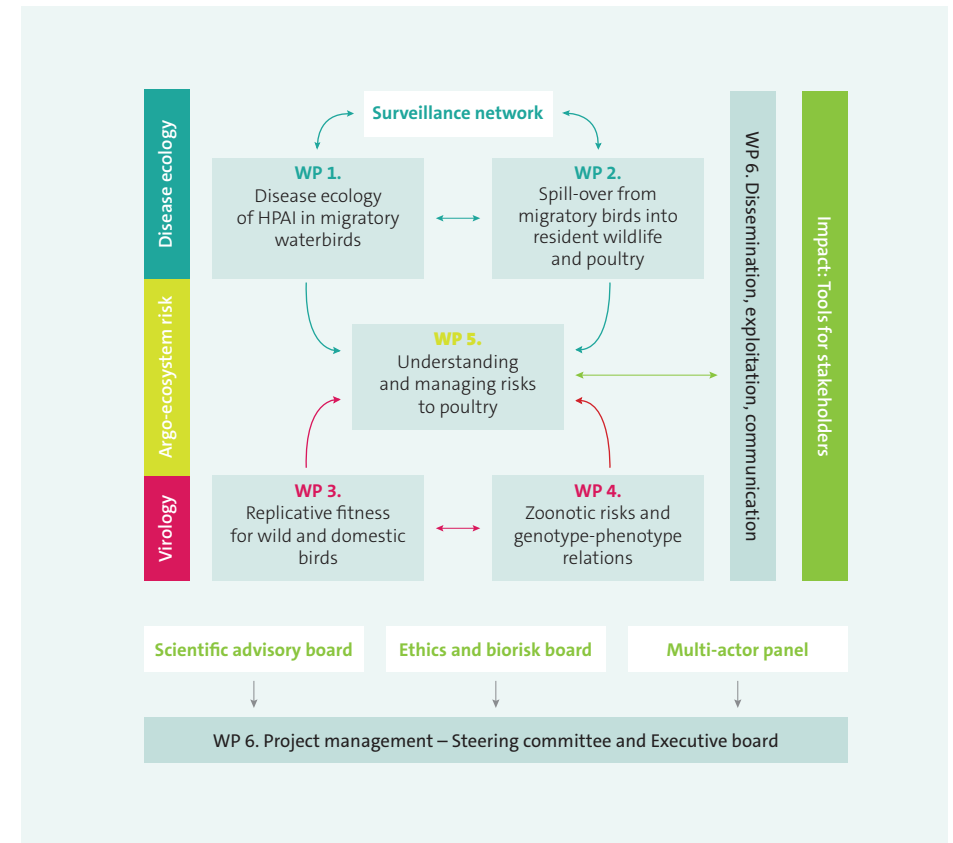 Disease ecology
Argo-ecosystem risk
Virology
Surveillance network
WP 1.
Disease ecology
of HPAI in migratory
waterbirds
WP 2.
Spill-over from
migratory birds into
resident wildlife
and poultry
WP 5.
Understanding
and managing risks
to poultry
WP 3.
Replicative fitness
for wild and domestic
birds
WP 4.
Zoonotic risks and
genotype-phenotype
relations
WP 6. Dissemination, exploitation, communication
Impact: Tools for stakeholders
Scientific advisory board
Ethics and biorisk board
Multi-actor panel
WP 6. Project management – Steering committee and Executive board